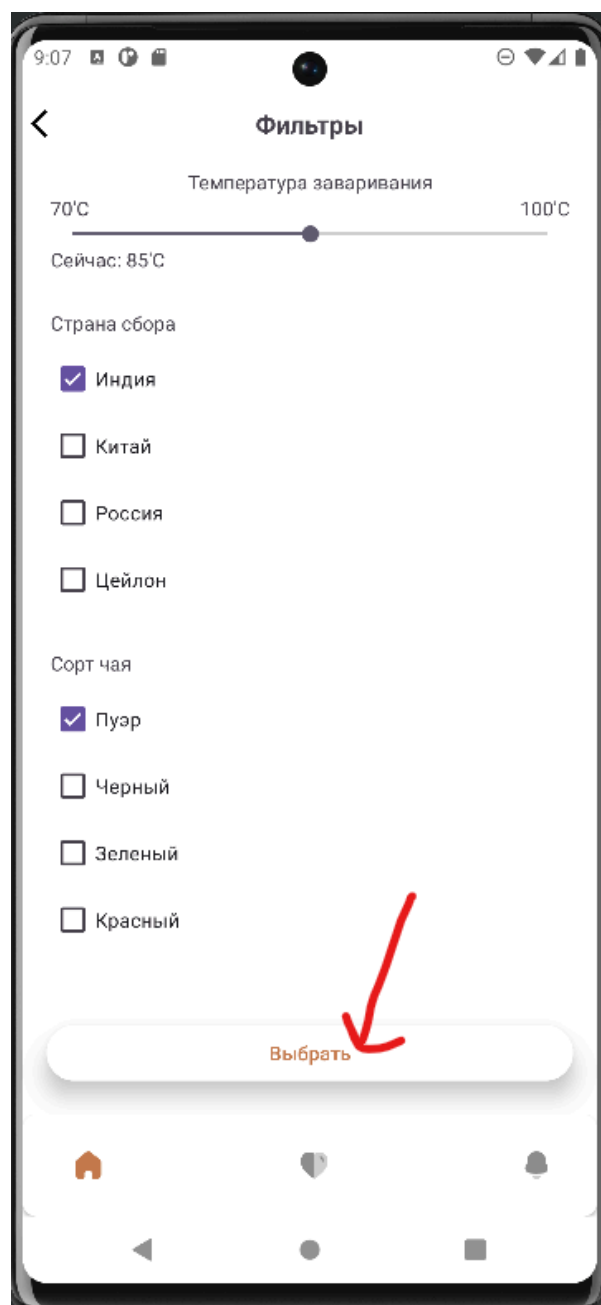 9:07
Фильтры
Температура заваривания
70'C 100'C
Сейчас: 85'C
Страна сбора
Индия
Китай
Россия
Цейлон
Сорт чая
Пуэр
Черный
Зеленый
Красный
Выбрать